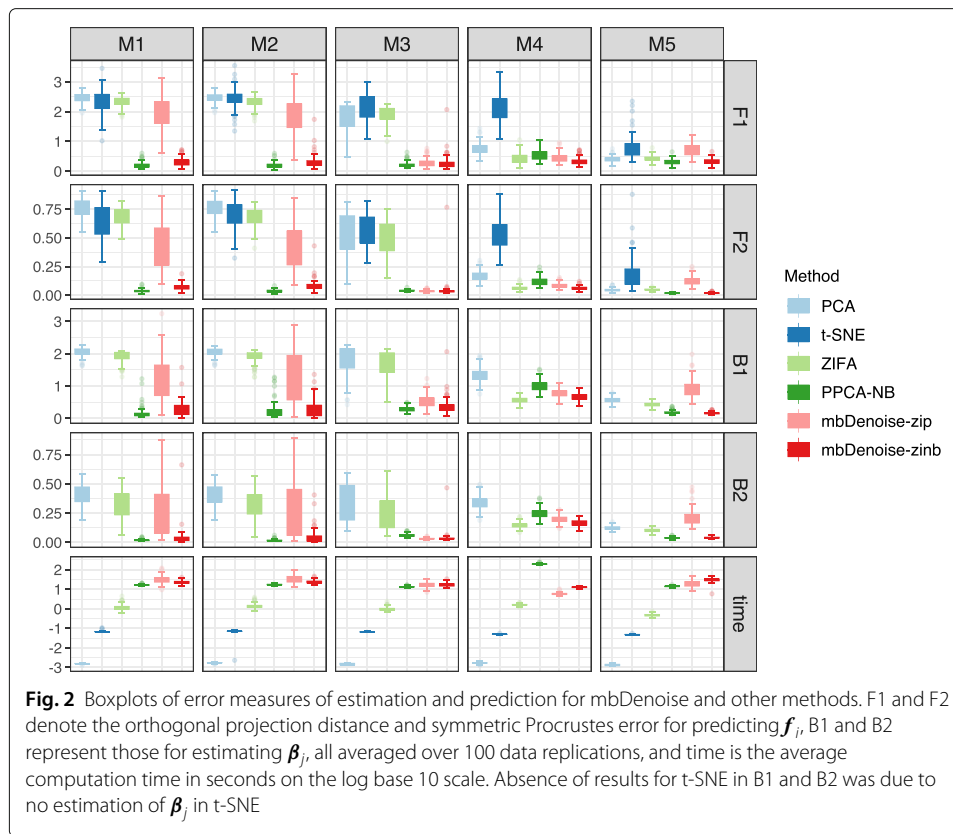 M1 M2 M3 M4 M5
3
2
1
0
F1
0.75
0.50
0.25
0.00
F2
3
2
1
0
B1
0.75
0.50
0.25
0.00
B2
2
1
0
-1
-2
-3
time
Method
PCA
t-SNE
ZIFA
PPCA-NB
mbDenoise-zip
mbDenoise-zinb
Fig. 2 Boxplots of error measures of estimation and prediction for mbDenoise and other methods. F1 and F2
denote the orthogonal projection distance and symmetric Procrustes error for predicting f_i, B1 and B2
represent those for estimating β_j, all averaged over 100 data replications, and time is the average
computation time in seconds on the log base 10 scale. Absence of results for t-SNE in B1 and B2 was due to
no estimation of β_j in t-SNE